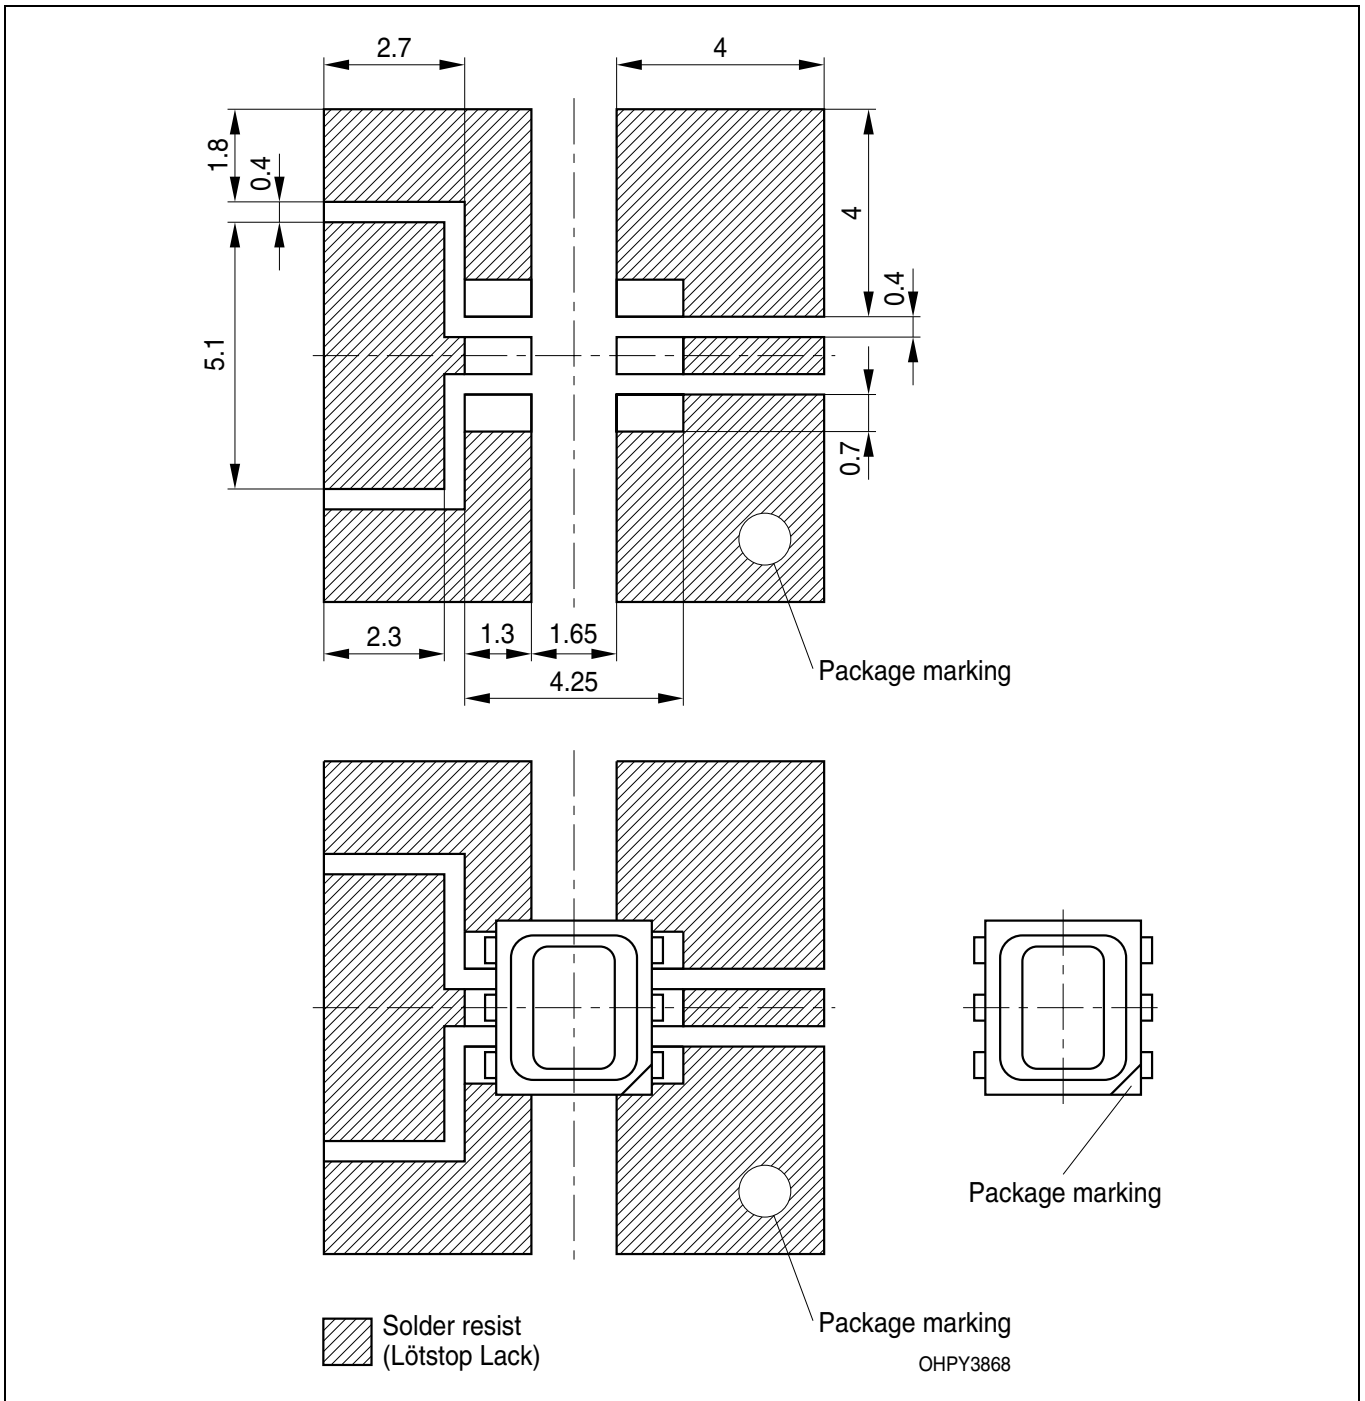 2.7
4
1.8
0.4
4
0.4
5.1
0.7
2.3
1.3
1.65
4.25
Package marking
Package marking
Package marking
Solder resist
(Lötstop Lack)
OHPY3868